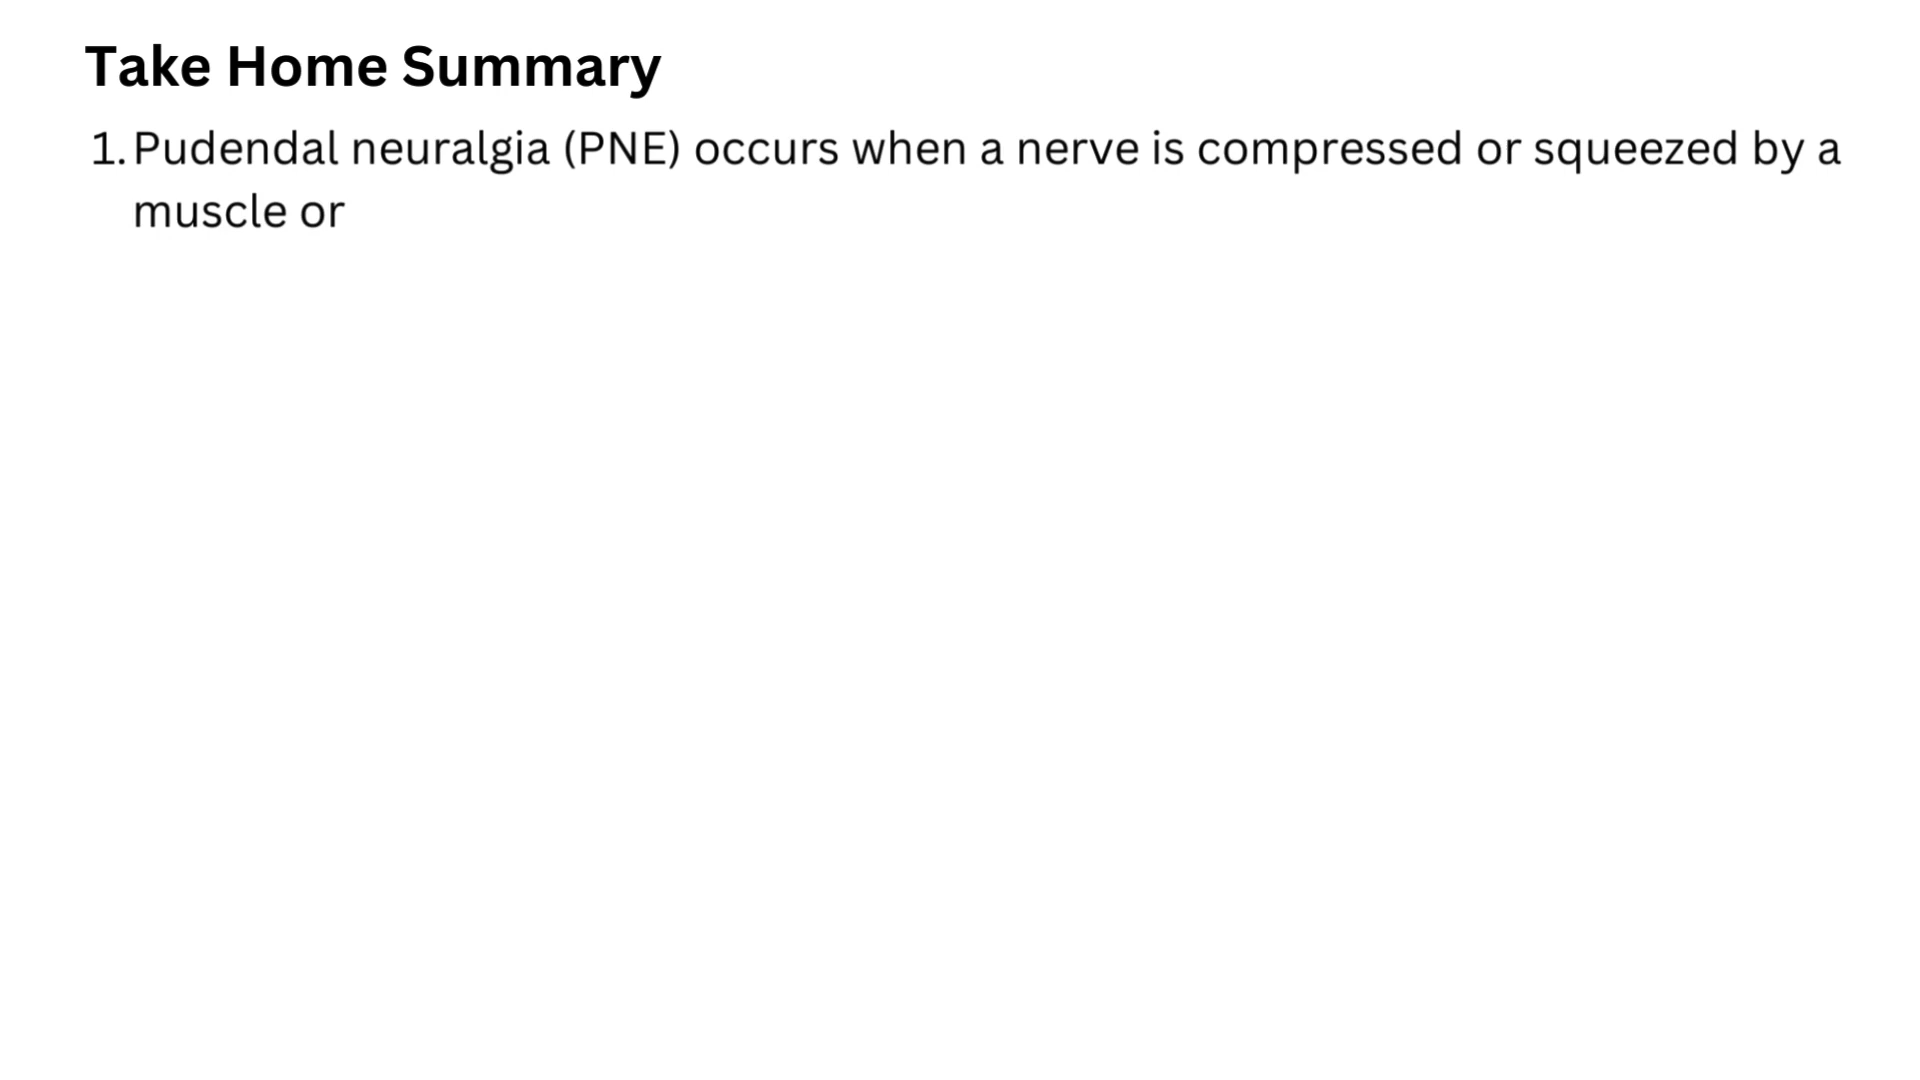 Take Home Summary
1. Pudendal neuralgia (PNE) occurs when a nerve is compressed or squeezed by a
muscle or